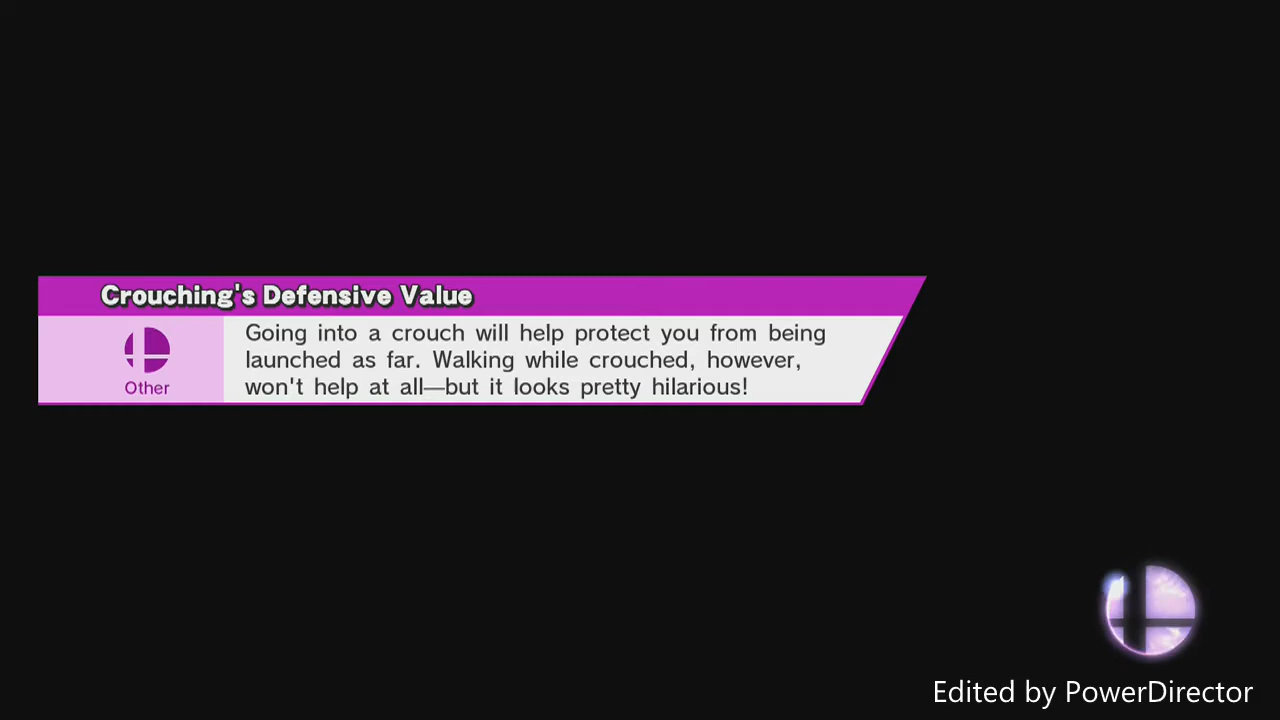 Crouching's Defensive Value
Other
Going into a crouch will help protect you from being
launched as far. Walking while crouched, however,
won't help at all—but it looks pretty hilarious!
Edited by PowerDirector